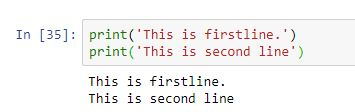 In [35]: print('This is firstline.')
print('This is second line')
This is firstline.
This is second line